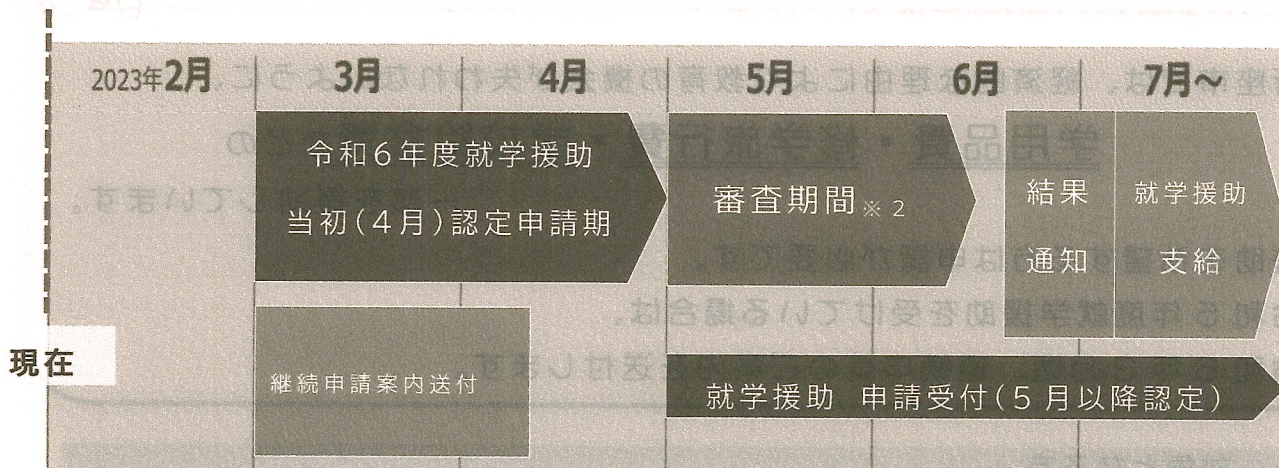 2023年2月 3月 4月 5月 6月 7月～
令和6年度就学援助
当初(4月)認定申請期
審査期間※2
結果
通知
就学援助
支給
現在
継続申請案内送付
就学援助 申請受付(5月以降認定)